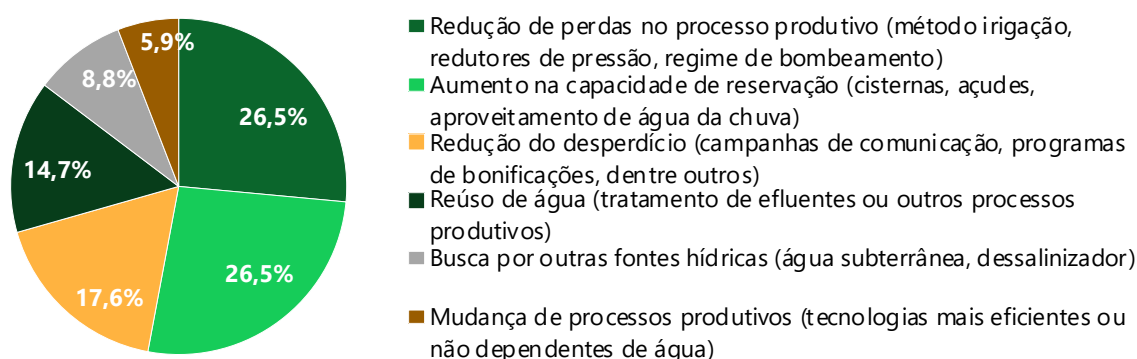 5,9%
8,8%
26,5%
14,7%
26,5%
17,6%
Redução de perdas no processo produtivo (método irigação,
redutores de pressão, regime de bombeamento)
Aumento na capacidade de reservação (cisternas, açudes,
aproveitamento de água da chuva)
Redução do desperdício (campanhas de comunicação, programas
de bonificações, dentre outros)
Reúso de água (tratamento de efluentes ou outros processos
produtivos)
Busca por outras fontes hídricas (água subterrânea, dessalinizador)
Mudança de processos produtivos (tecnologias mais eficientes ou
não dependentes de água)